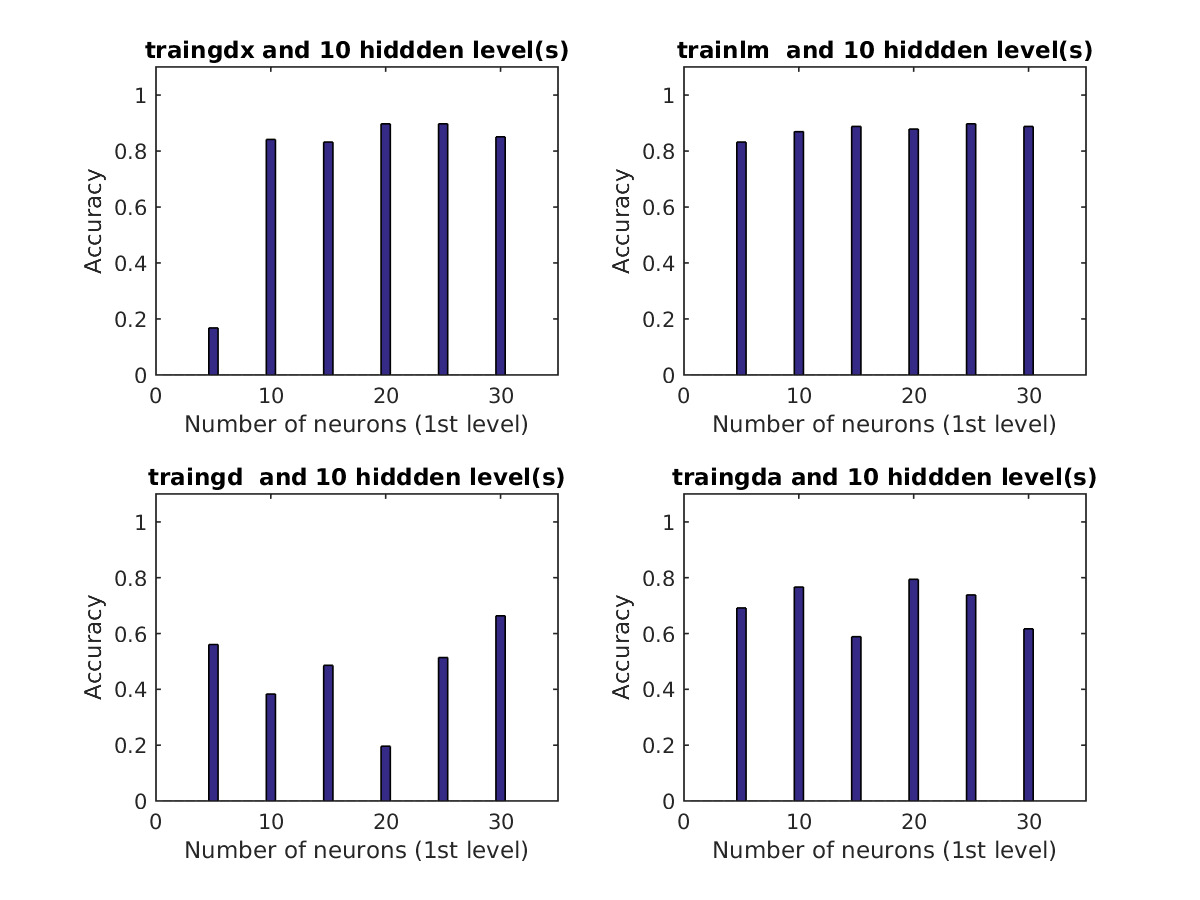 traingdx and 10 hiddden level(s)
1
0.8
0.6
0.4
0.2
0
Accuracy
0 10 20 30
Number of neurons (1st level)
trainlm  and 10 hiddden level(s)
1
0.8
0.6
0.4
0.2
0
Accuracy
0 10 20 30
Number of neurons (1st level)
traingd  and 10 hiddden level(s)
1
0.8
0.6
0.4
0.2
0
Accuracy
0 10 20 30
Number of neurons (1st level)
traingda and 10 hiddden level(s)
1
0.8
0.6
0.4
0.2
0
Accuracy
0 10 20 30
Number of neurons (1st level)